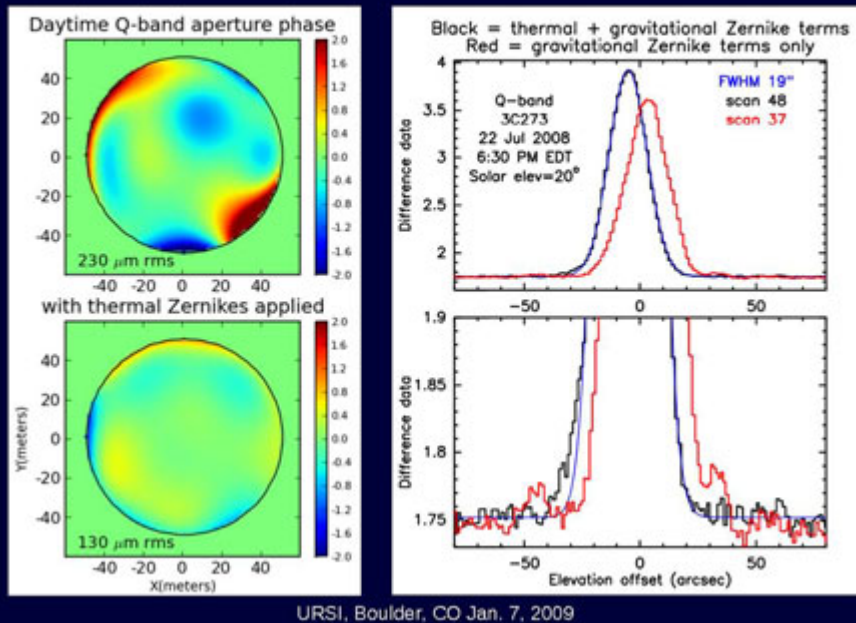 Daytime Q-band aperture phase
40
20
0
-20
-40
230 μm rms
-40 -20 0 20 40
2.0
1.6
1.2
0.8
0.4
0.0
-0.4
-0.8
-1.2
-1.6
-2.0
with thermal Zernikes applied
40
20
0
-20
-40
Y(meters)
130 μm rms
-40 -20 0 20 40
X(meters)
2.0
1.6
1.2
0.8
0.4
0.0
-0.4
-0.8
-1.2
-1.6
-2.0
Black = thermal + gravitational Zernike terms
Red = gravitational Zernike terms only
Difference data
4
3.5
3
2.5
2
Q-band
3C273
22 Jul 2008
6:30 PM EDT
Solar elev=20°
FWHM 19"
scan 48
scan 37
−50 0 50
Difference data
1.9
1.85
1.8
1.75
−50 0 50
Elevation offset (arcsec)
URSI, Boulder, CO Jan. 7, 2009